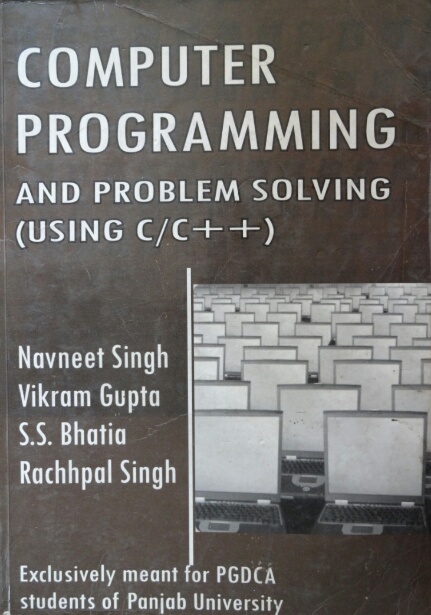 COMPUTER
PROGRAMMING
AND PROBLEM SOLVING
(USING C/C++)
Navneet Singh
Vikram Gupta
S.S. Bhatia
Rachhpal Singh
Exclusively meant for PGDCA
students of Panjab University